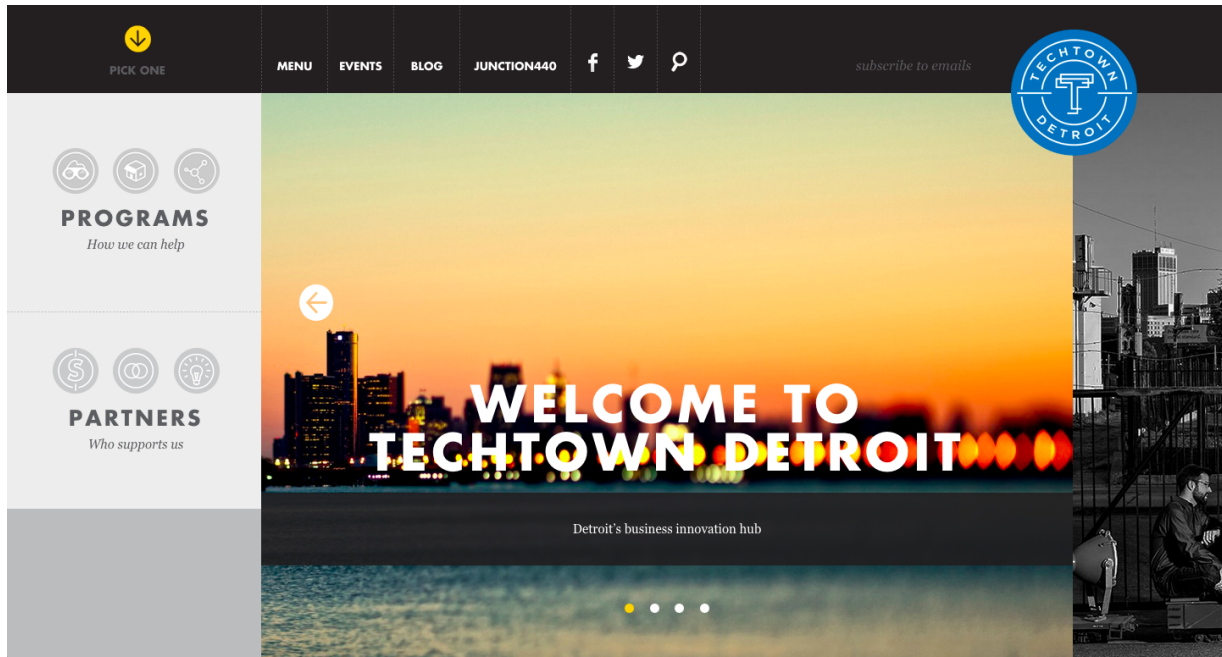 PICK ONE
MENU
EVENTS
BLOG
JUNCTION440
subscribe to emails
TECHTOWN
DETROIT
PROGRAMS
How we can help
PARTNERS
Who supports us
WELCOME TO
TECHTOWN DETROIT
Detroit's business innovation hub